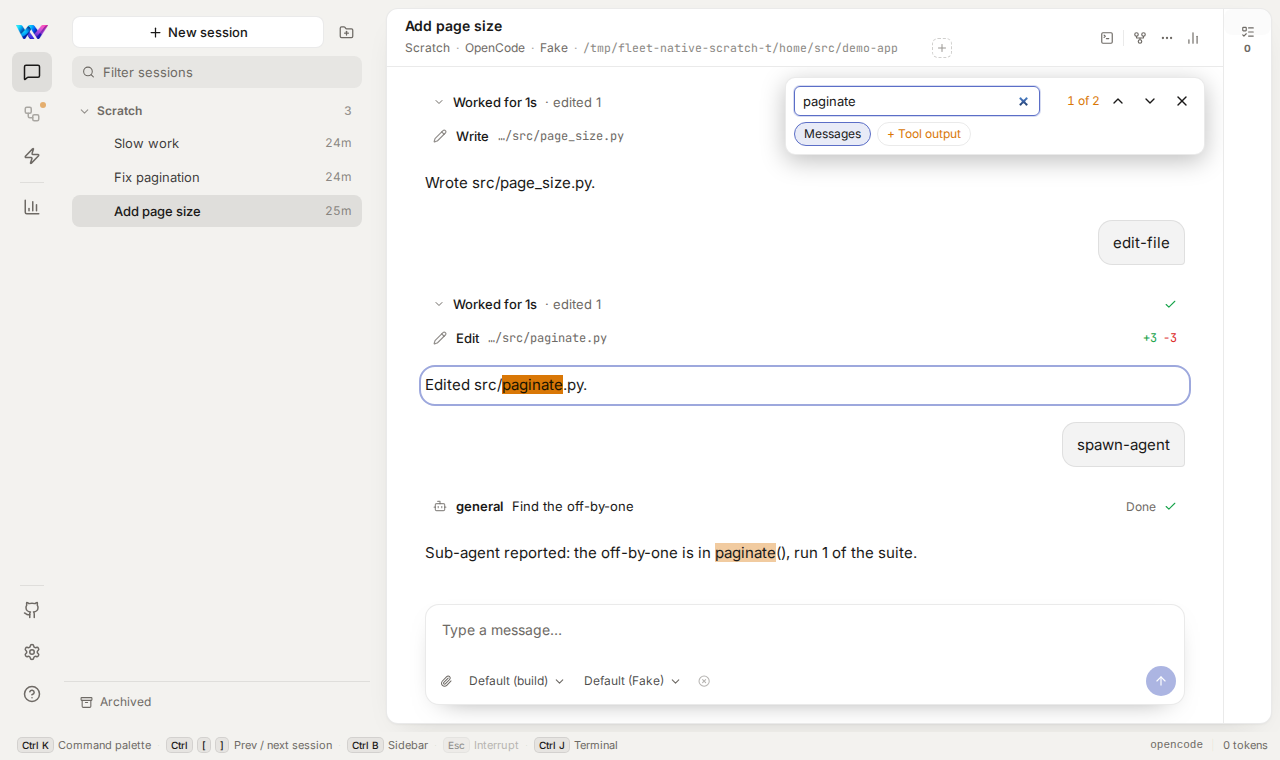 New session
Filter sessions
Scratch 3
Slow work 24m
Fix pagination 24m
Add page size 25m
Archived
Add page size
Scratch · OpenCode · Fake · /tmp/fleet-native-scratch-t/home/src/demo-app
0
paginate
1 of 2
Messages
+ Tool output
Worked for 1s · edited 1
Write …/src/page_size.py
Wrote src/page_size.py.
edit-file
Worked for 1s · edited 1
Edit …/src/paginate.py +3 -3
Edited src/paginate.py.
spawn-agent
general Find the off-by-one Done
Sub-agent reported: the off-by-one is in paginate(), run 1 of the suite.
Type a message...
Default (build) Default (Fake)
Ctrl K Command palette Ctrl [ ] Prev / next session Ctrl B Sidebar Esc Interrupt Ctrl J Terminal opencode 0 tokens